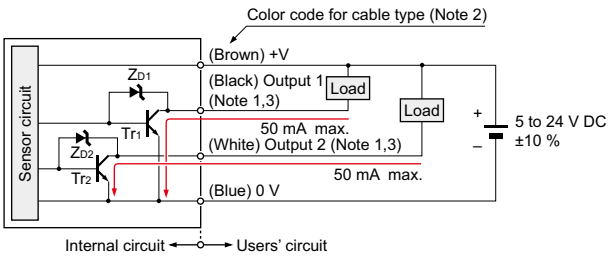 Color code for cable type (Note 2)
(Brown) +V
ZD1
(Black) Output 1
Load
(Note 1,3)
Load
Sensor circuit
Tr1
50 mA max.
+
5 to 24 V DC
±10 %
−
ZD2
(White) Output 2 (Note 1,3)
Tr2
50 mA max.
(Blue) 0 V
Internal circuit
Users' circuit